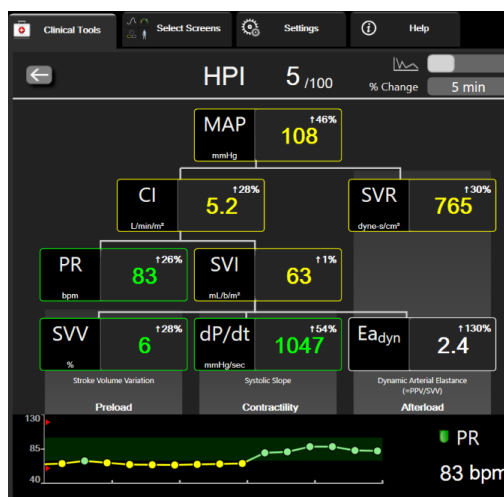 Clinical Tools
Select Screens
Settings
Help
HPI 5 /100
% Change 5 min
MAP
mmHg
↑46%
108
CI
L/min/m²
↑28%
5.2
SVR
dyne-s/cm⁵
↑30%
765
PR
bpm
↑26%
83
SVI
mL/b/m²
↑1%
63
SVV
%
↑28%
6
dP/dt
mmHg/sec
↑54%
1047
Eadyn
↑130%
2.4
Stroke Volume Variation
Systolic Slope
Dynamic Arterial Elastance
(=PPV/SVV)
Preload
Contractility
Afterload
130
85
40
PR
83 bpm